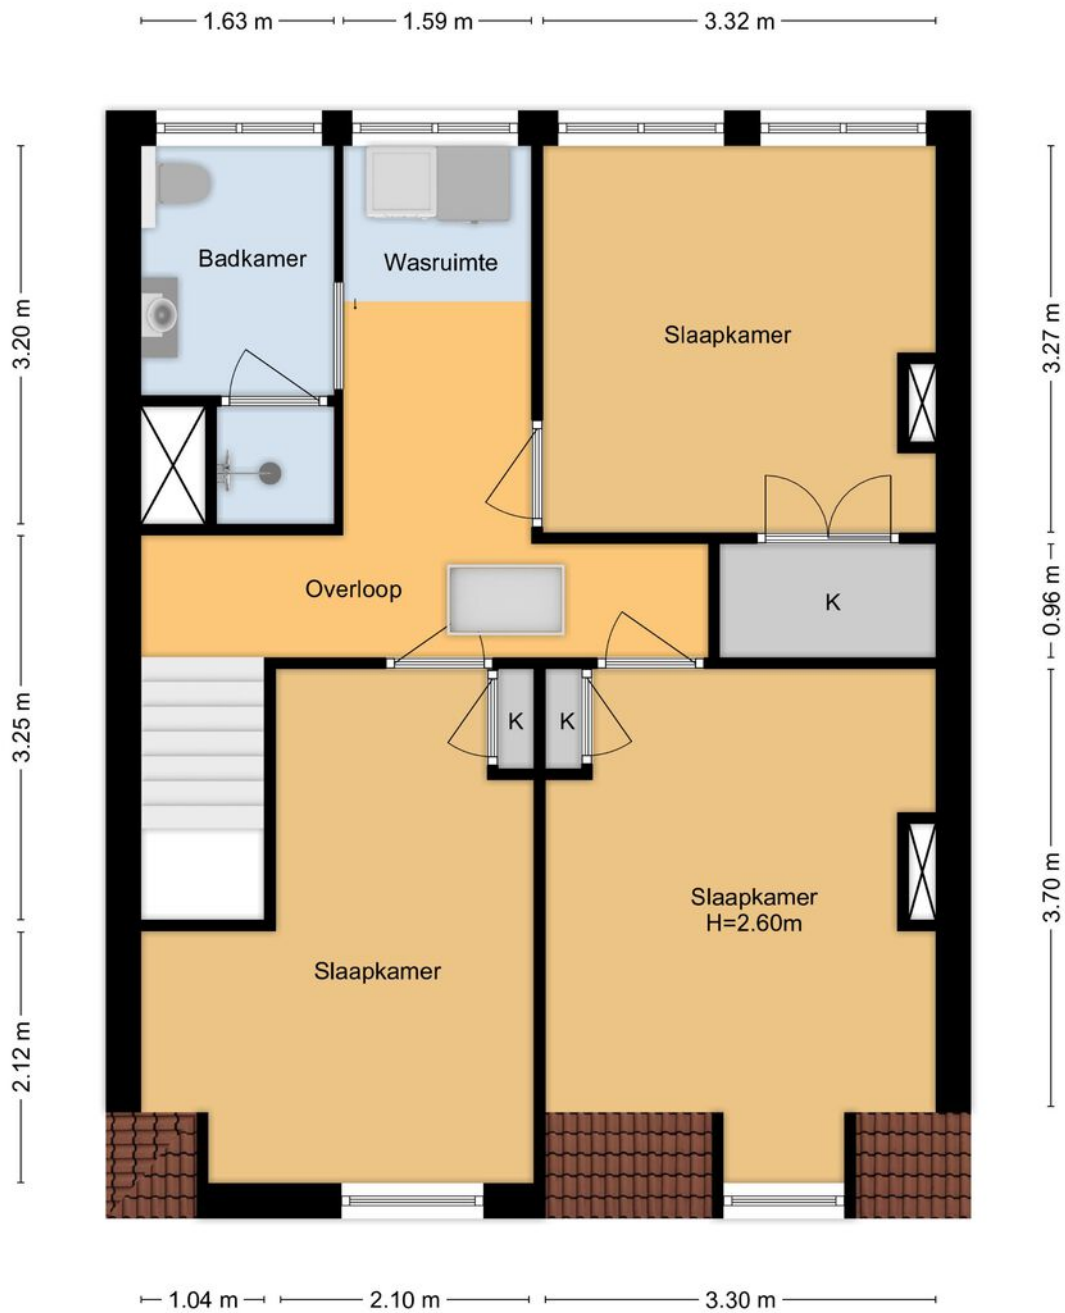 1.63 m
1.59 m
3.32 m
Badkamer
Wasruimte
Slaapkamer
3.20 m
3.27 m
Overloop
K
0.96 m
K
K
3.25 m
3.70 m
Slaapkamer
H=2.60m
Slaapkamer
2.12 m
1.04 m
2.10 m
3.30 m